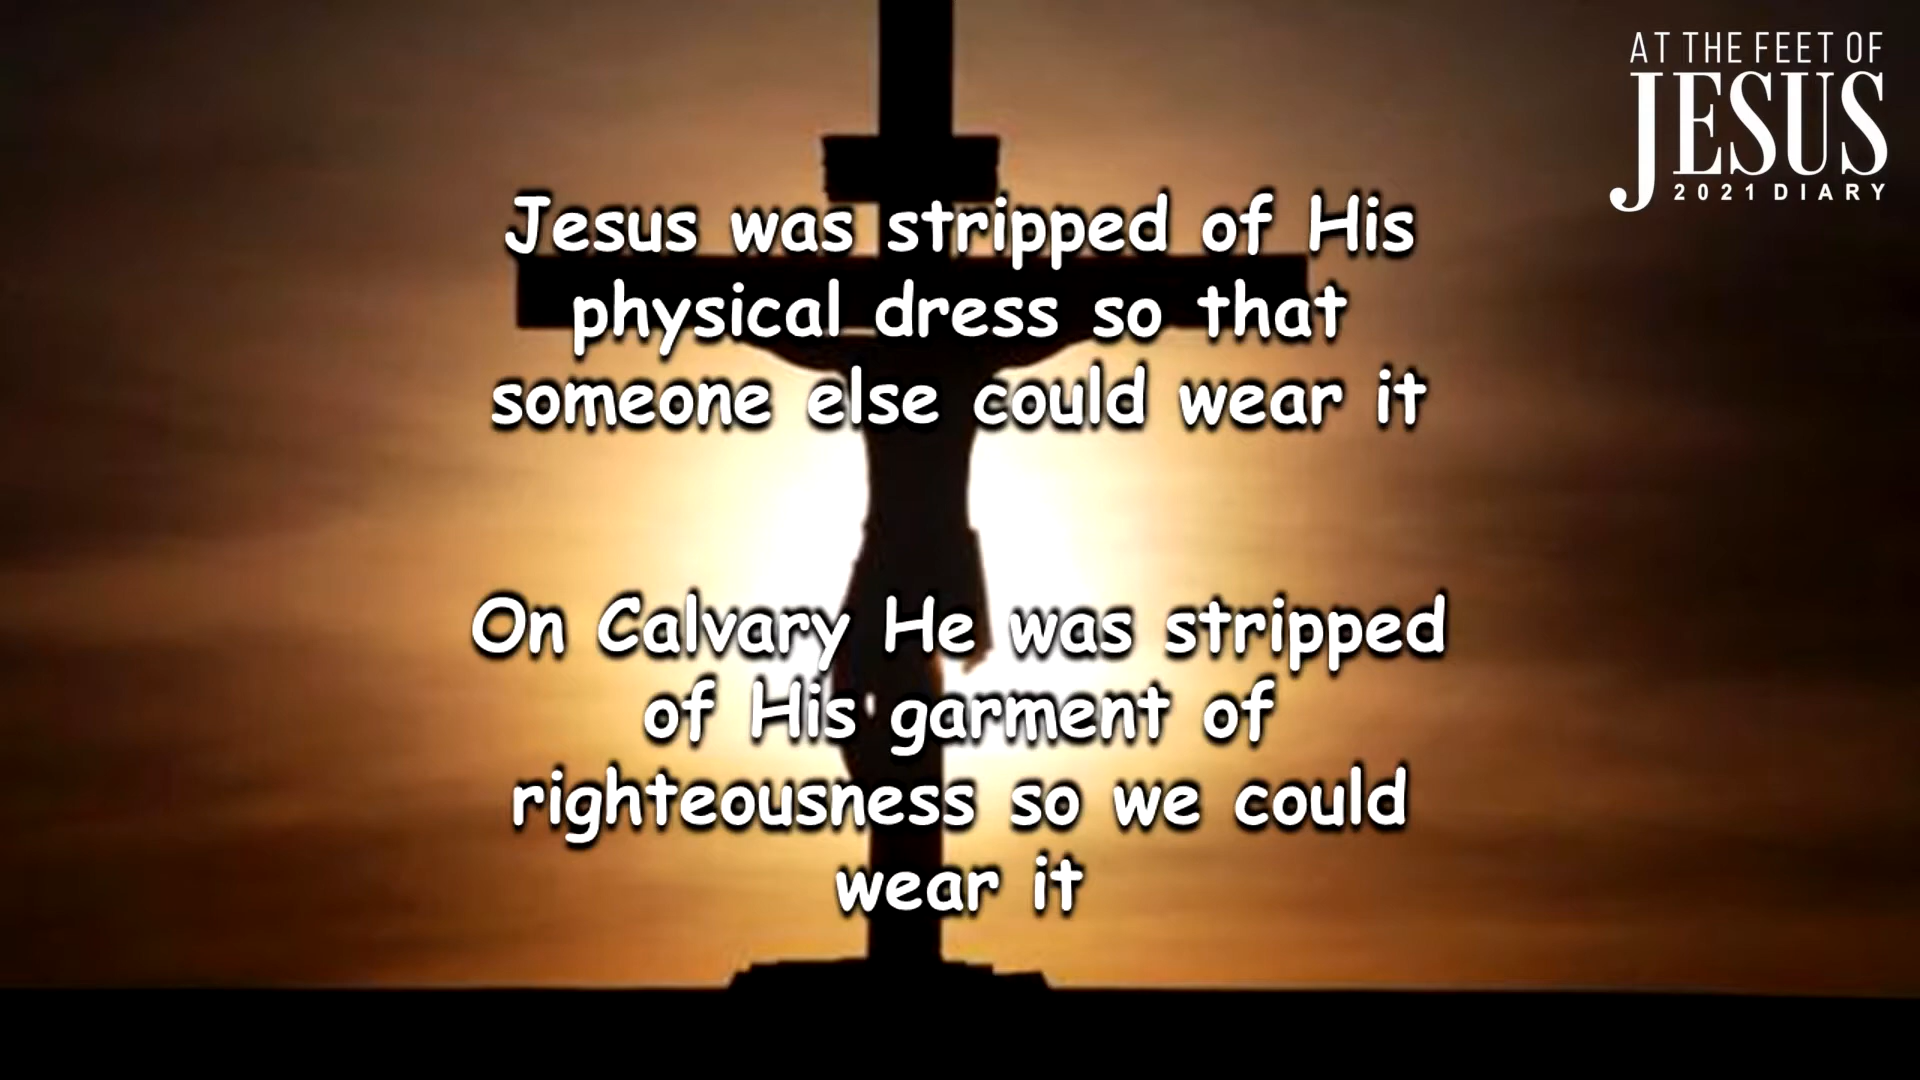 AT THE FEET OF
JESUS
2021 DIARY
Jesus was stripped of His
physical dress so that
someone else could wear it
On Calvary He was stripped
of His garment of
righteousness so we could
wear it